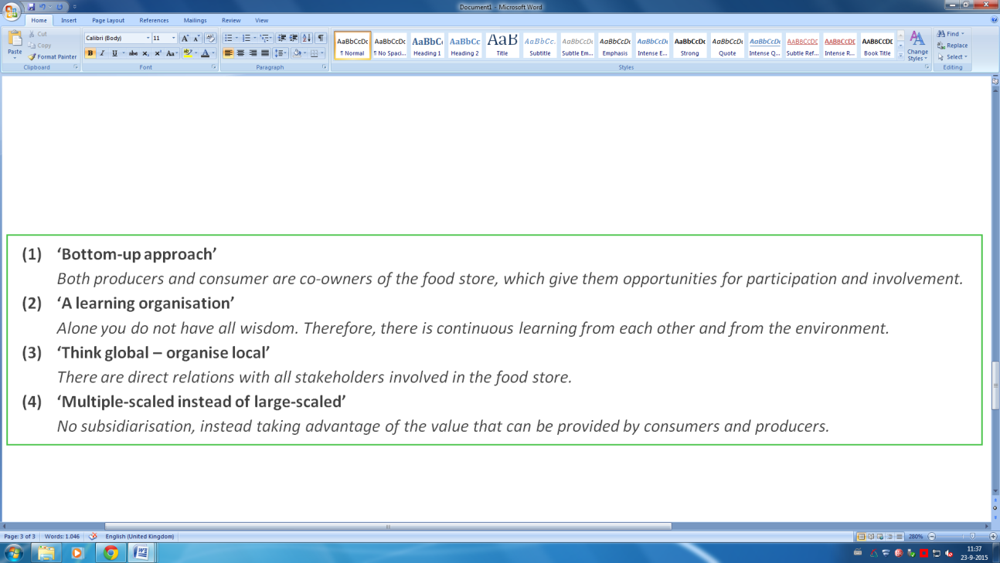 Document1 - Microsoft Word
Home Insert Page Layout References Mailings Review View
Cut
Copy
Format Painter
Paste
Calibri (Body) 11
AaBbCcDc AaBbCcDc AaBbC AaBbCc AaB AaBbCc. AaBbCcDc AaBbCcDc AaBbCcDc AaBbCcDc AaBbCcDc AaBbCcDc AABBCCDC AABBCCDC AABBCCDC
¶ Normal ¶ No Spaci... Heading 1 Heading 2 Title Subtitle Subtle Em... Emphasis Intense E... Strong Quote Intense Q... Subtle Ref... Intense R... Book Title
Change Styles
Find
Replace
Select
Clipboard Font Paragraph Styles Editing
(1) ‘Bottom-up approach’
Both producers and consumer are co-owners of the food store, which give them opportunities for participation and involvement.
(2) ‘A learning organisation’
Alone you do not have all wisdom. Therefore, there is continuous learning from each other and from the environment.
(3) ‘Think global – organise local’
There are direct relations with all stakeholders involved in the food store.
(4) ‘Multiple-scaled instead of large-scaled’
No subsidiarisation, instead taking advantage of the value that can be provided by consumers and producers.
Page: 3 of 3 Words: 1.046 English (United Kingdom) 280%
11:37
23-9-2015